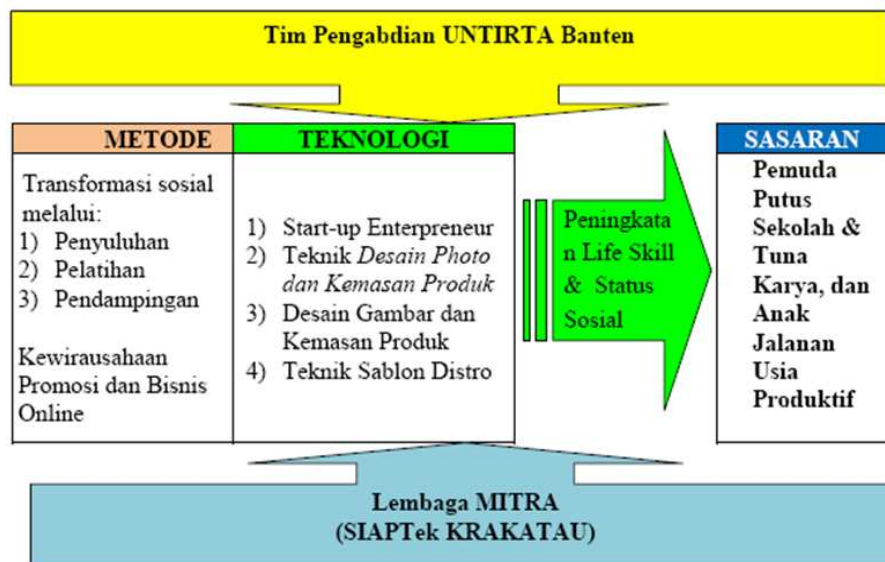 Tim Pengabdian UNTIRTA Banten
METODE
Transformasi sosial
melalui:
1) Penyuluhan
2) Pelatihan
3) Pendampingan
Kewirausahaan
Promosi dan Bisnis
Online
TEKNOLOGI
1) Start-up Enterpreneur
2) Teknik Desain Photo
dan Kemasan Produk
3) Desain Gambar dan
Kemasan Produk
4) Teknik Sablon Distro
Peningkata
n Life Skill
& Status
Sosial
SASARAN
Pemuda
Putus
Sekolah &
Tuna
Karya, dan
Anak
Jalanan
Usia
Produktif
Lembaga MITRA
(SIAPTek KRAKATAU)